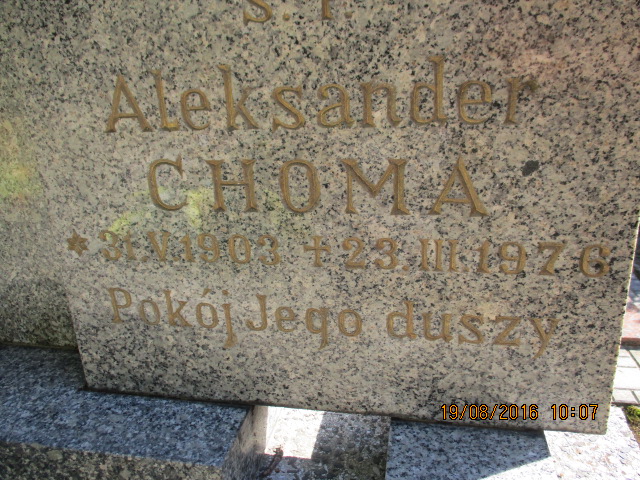 Ś. P.
Aleksander
CHOMA
* 31.V.1903 + 23.III.1976
Pokój Jego duszy
19/08/2016 10:07